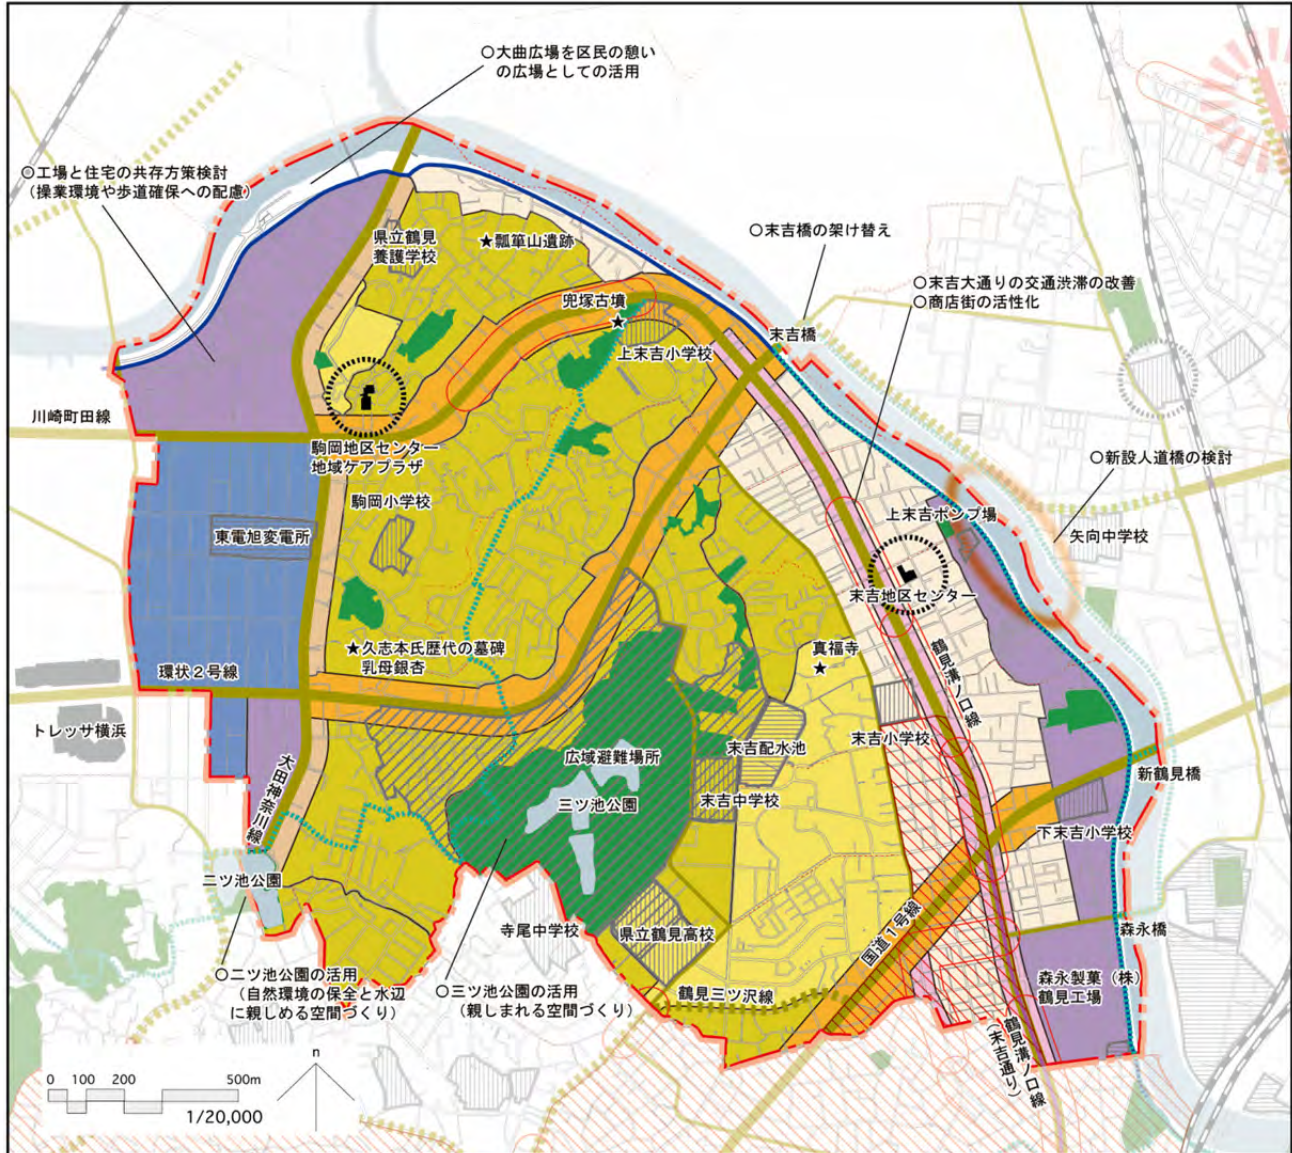 ○大曲広場を区民の憩い
の広場としての活用
○工場と住宅の共存方策検討
（操業環境や歩道確保への配慮）
県立鶴見
養護学校
★瓢箪山遺跡
○末吉橋の架け替え
○末吉大通りの交通渋滞の改善
○商店街の活性化
兜塚古墳
★
末吉橋
上末吉小学校
川崎町田線
駒岡地区センター
地域ケアプラザ
○新設人道橋の検討
駒岡小学校
上末吉ポンプ場
矢向中学校
東電旭変電所
末吉地区センター
★久志本氏歴代の墓碑
乳母銀杏
真福寺
★
鶴見溝ノ口線
環状２号線
トレッサ横浜
末吉小学校
広域避難場所
末吉配水池
新鶴見橋
大田神奈川線
三ツ池公園
末吉中学校
下末吉小学校
二ツ池公園
寺尾中学校
県立鶴見高校
国道１号線
森永橋
○二ツ池公園の活用
（自然環境の保全と水辺
に親しめる空間づくり）
○三ツ池公園の活用
（親しまれる空間づくり）
鶴見三ツ沢線
森永製菓（株）
鶴見工場
鶴見溝ノ口線
（末吉通り）
n
0 100 200 500m
1/20,000